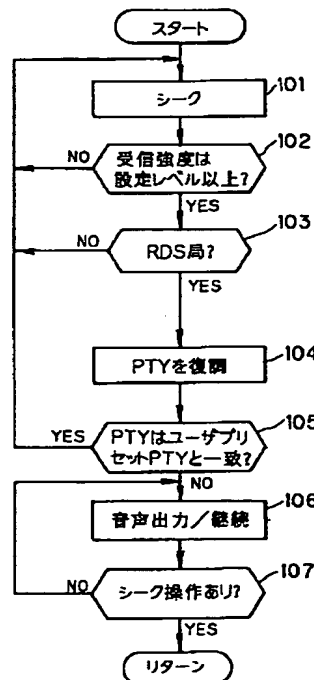 スタート
シーク
101
102
受信強度は
設定レベル以上?
NO
YES
103
RDS局?
NO
YES
104
PTYを復調
105
PTYはユーザプリ
セットPTYと一致?
YES
NO
106
音声出力/継続
107
シーク操作あり?
NO
YES
リターン